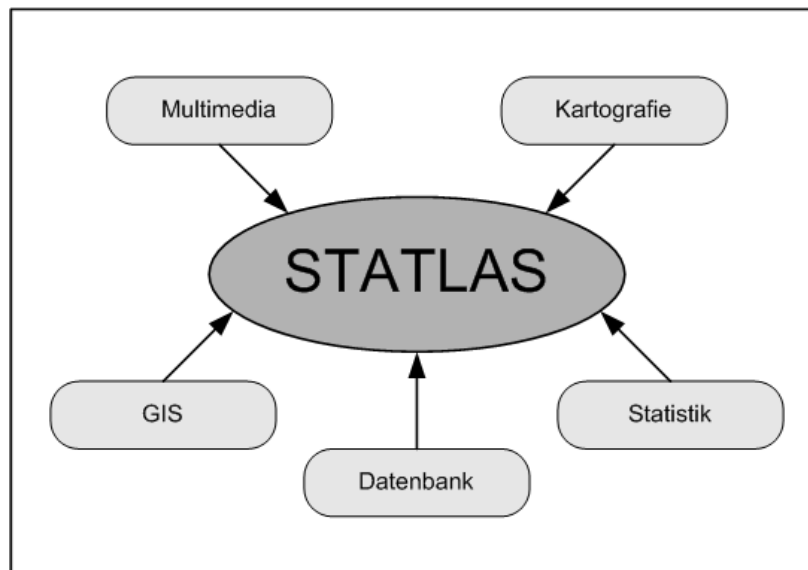 Multimedia
Kartografie
STATLAS
GIS
Statistik
Datenbank